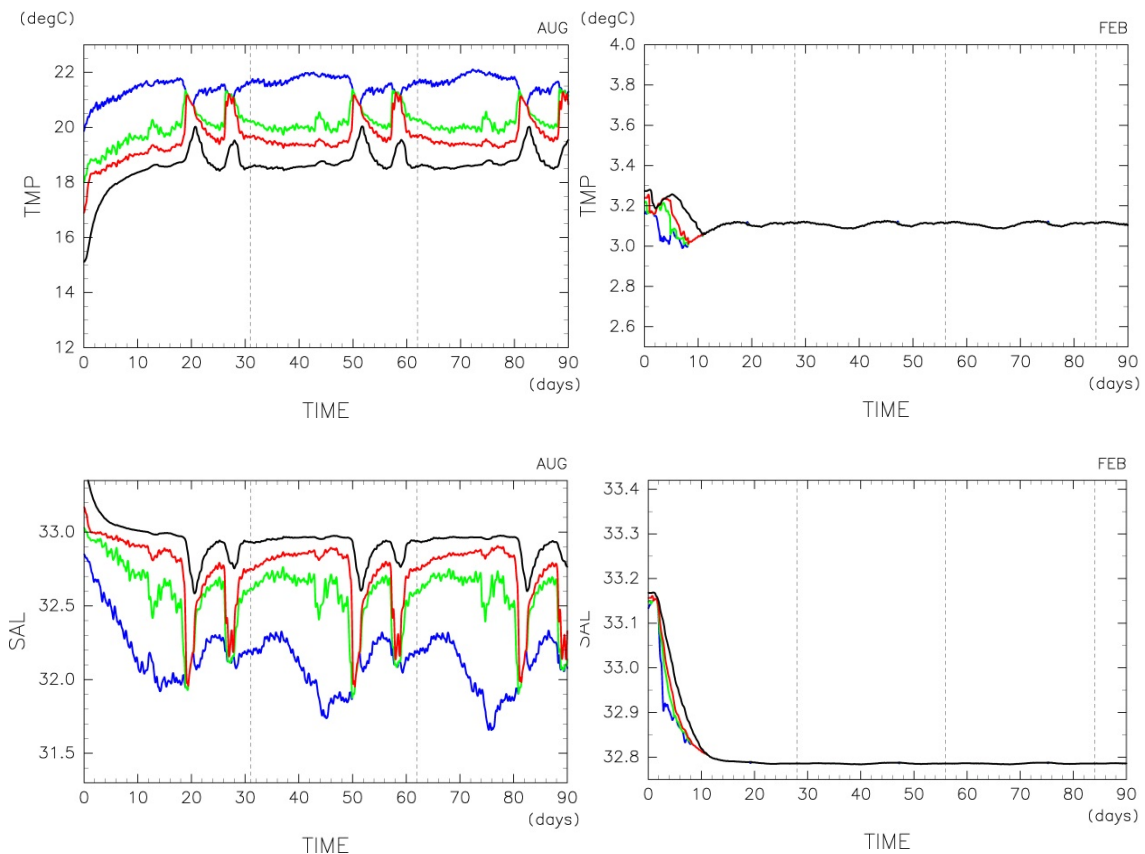 (degC) AUG
22
20
18
16
14
12
TMP
0 10 20 30 40 50 60 70 80 90
(days)
TIME
(degC) FEB
4.0
3.8
3.6
3.4
3.2
3.0
2.8
2.6
TMP
0 10 20 30 40 50 60 70 80 90
(days)
TIME
AUG
33.0
32.5
32.0
31.5
SAL
0 10 20 30 40 50 60 70 80 90
(days)
TIME
FEB
33.4
33.3
33.2
33.1
33.0
32.9
32.8
SAL
0 10 20 30 40 50 60 70 80 90
(days)
TIME